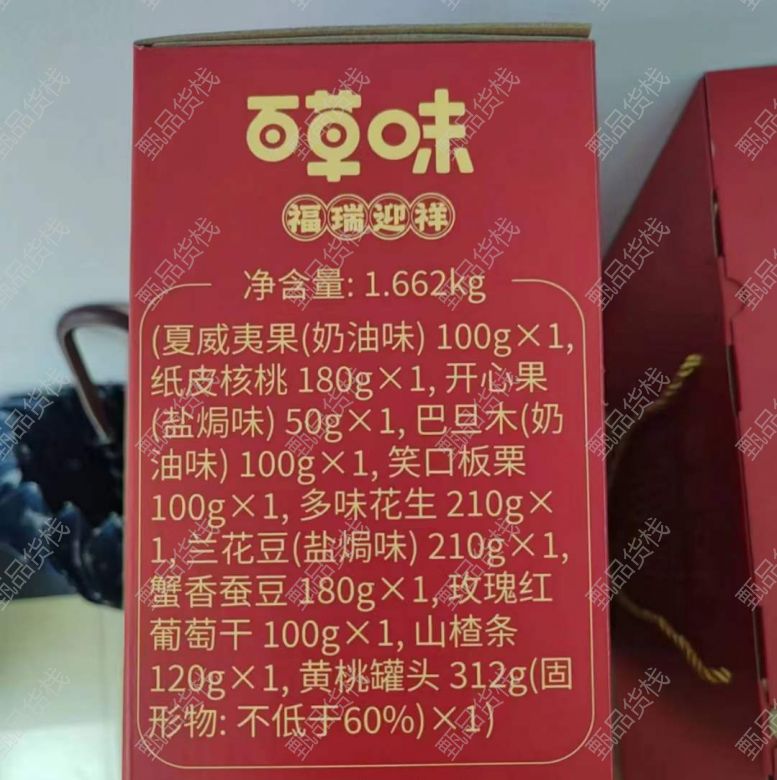 百草味
福瑞迎祥
净含量: 1.662kg
(夏威夷果(奶油味) 100g×1,
纸皮核桃 180g×1, 开心果
(盐焗味) 50g×1, 巴旦木(奶
油味) 100g×1, 笑口板栗
100g×1, 多味花生 210g×
1, 兰花豆(盐焗味) 210g×1,
蟹香蚕豆 180g×1, 玫瑰红
葡萄干 100g×1, 山楂条
120g×1, 黄桃罐头 312g(固
形物: 不低于60%)×1)
甄品货栈